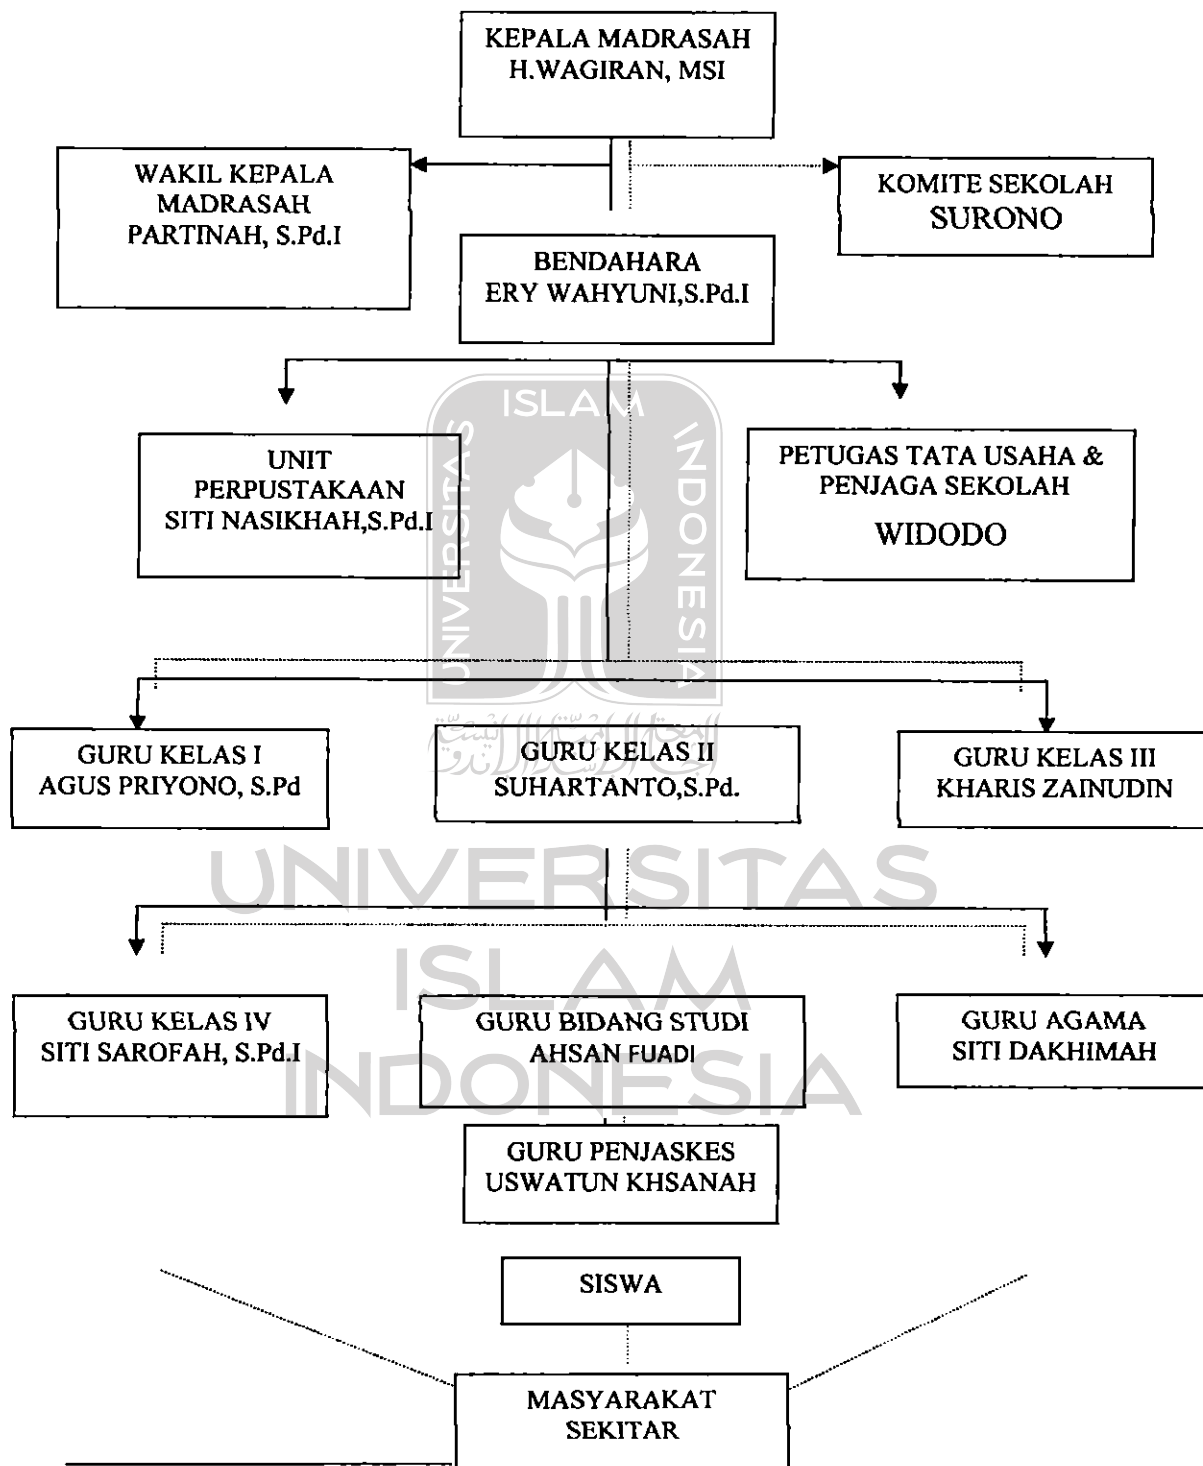 KEPALA MADRASAH
H.WAGIRAN, MSI
WAKIL KEPALA
MADRASAH
PARTINAH, S.Pd.I
KOMITE SEKOLAH
SURONO
BENDAHARA
ERY WAHYUNI,S.Pd.I
UNIT
PERPUSTAKAAN
SITI NASIKHAH,S.Pd.I
PETUGAS TATA USAHA &
PENJAGA SEKOLAH
WIDODO
UNIVERSITAS
ISLAM
INDONESIA
GURU KELAS I
AGUS PRIYONO, S.Pd
GURU KELAS II
SUHARTANTO,S.Pd.
GURU KELAS III
KHARIS ZAINUDIN
UNIVERSITAS
ISLAM
INDONESIA
GURU KELAS IV
SITI SAROFAH, S.Pd.I
GURU BIDANG STUDI
AHSAN FUADI
GURU AGAMA
SITI DAKHIMAH
GURU PENJASKES
USWATUN KHSANAH
SISWA
MASYARAKAT
SEKITAR